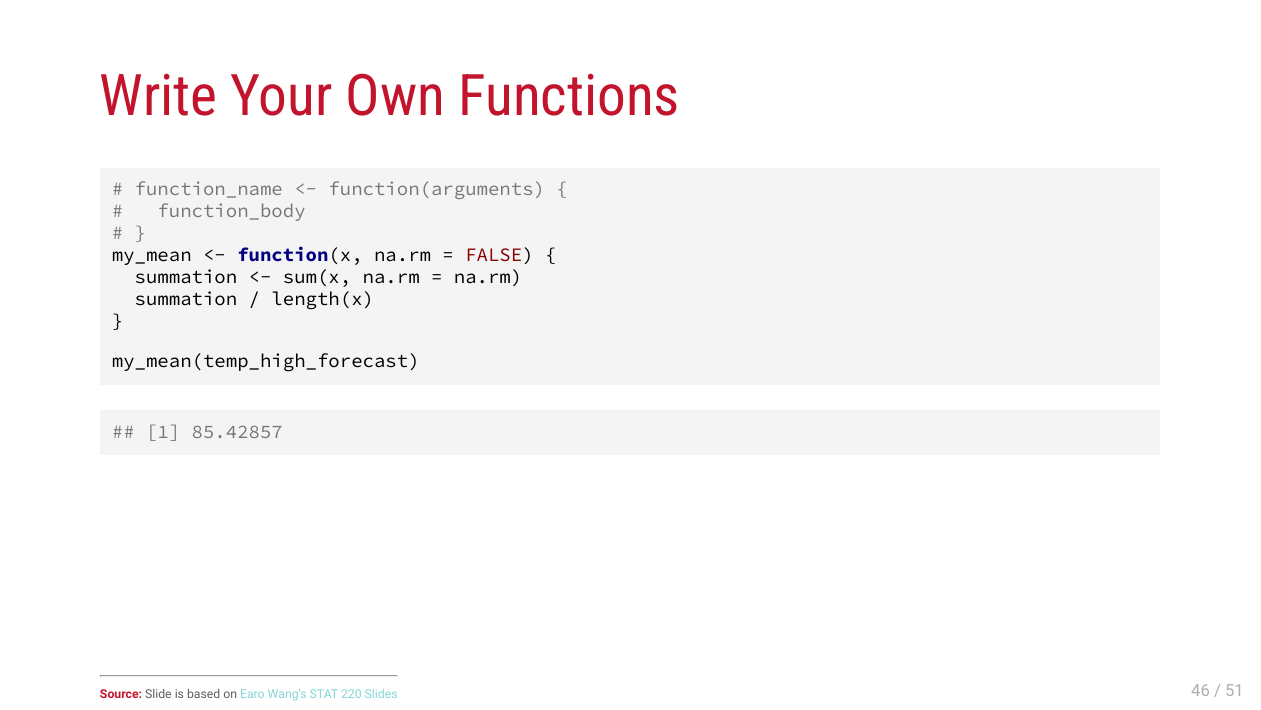 Write Your Own Functions
# function_name <- function(arguments) {
#   function_body
# }
my_mean <- function(x, na.rm = FALSE) {
  summation <- sum(x, na.rm = na.rm)
  summation / length(x)
}
my_mean(temp_high_forecast)
## [1] 85.42857
Source: Slide is based on Earo Wang's STAT 220 Slides
46 / 51